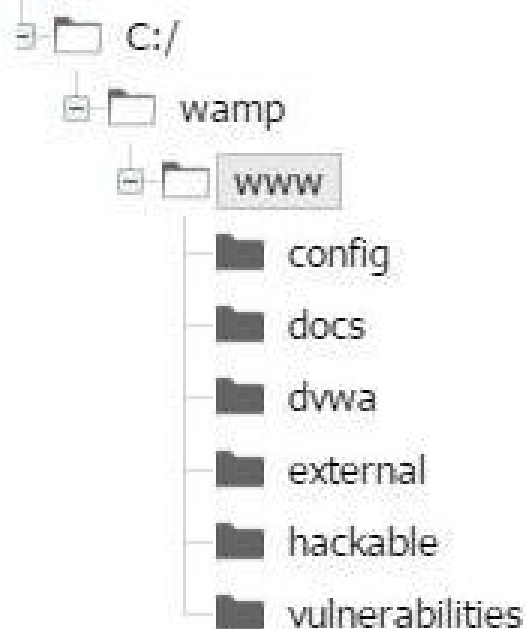 C:/
wamp
www
config
docs
dvwa
external
hackable
vulnerabilities